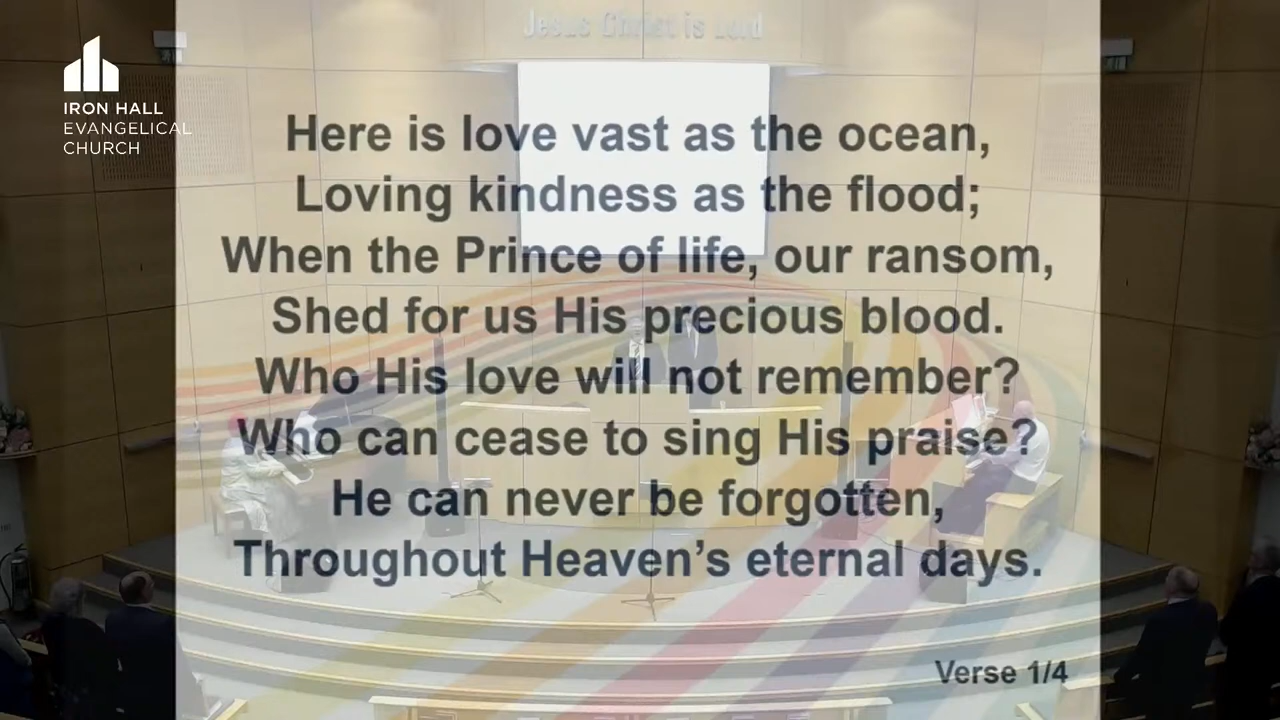 Jesus Christ is Lord
IRON HALL
EVANGELICAL
CHURCH
Here is love vast as the ocean,
Loving kindness as the flood;
When the Prince of life, our ransom,
Shed for us His precious blood.
Who His love will not remember?
Who can cease to sing His praise?
He can never be forgotten,
Throughout Heaven’s eternal days.
Verse 1/4